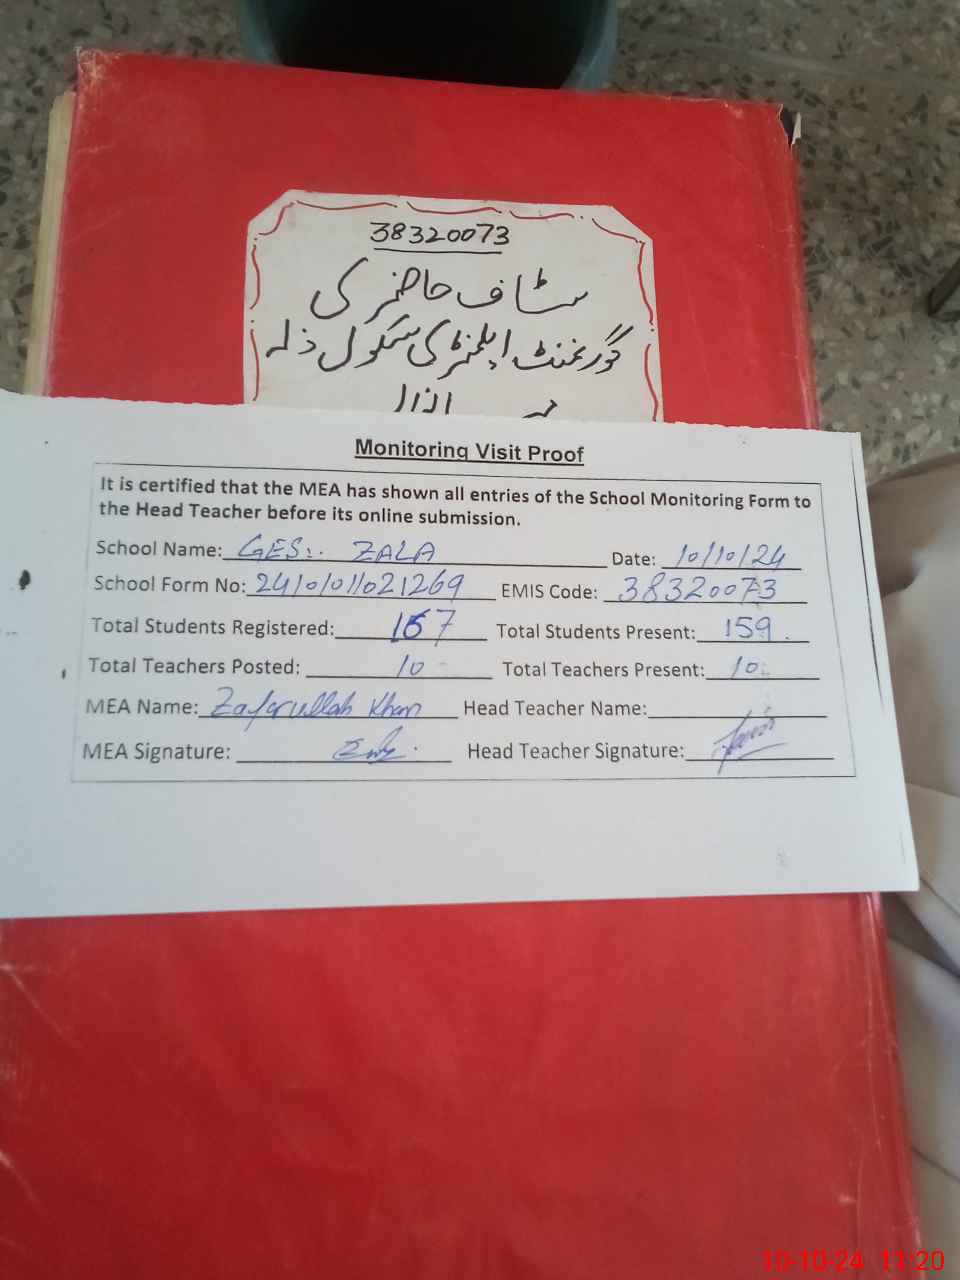 38320073
سٹاف حاضری
گورنمنٹ ایلمنٹری سکول ذلہ
Monitoring Visit Proof
It is certified that the MEA has shown all entries of the School Monitoring Form to
the Head Teacher before its online submission.
School Name: GES:. ZALA Date: 10/10/24
School Form No: 24101011021269 EMIS Code: 38320073
Total Students Registered: 167 Total Students Present: 159
Total Teachers Posted: 10 Total Teachers Present: 10
MEA Name: Zafarullah Khan Head Teacher Name:
MEA Signature: Head Teacher Signature:
10-10-24 11:20